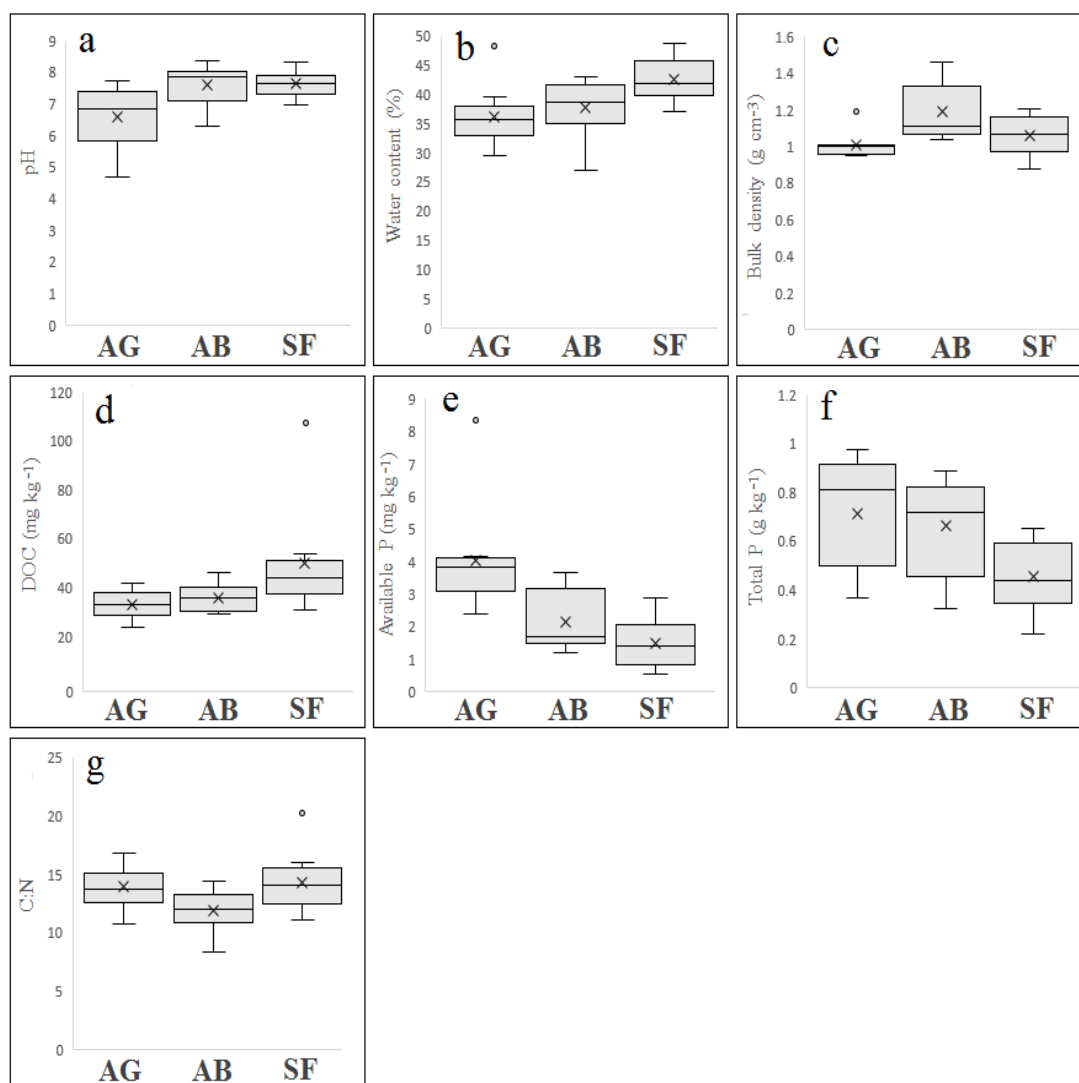 a
pH
9
8
7
6
5
4
3
2
1
0
AG AB SF
b
Water content (%)
50
45
40
35
30
25
20
15
10
5
0
AG AB SF
c
Bulk density (g cm-3)
1.6
1.4
1.2
1
0.8
0.6
0.4
0.2
0
AG AB SF
d
DOC (mg kg-1)
120
100
80
60
40
20
0
AG AB SF
e
Available P (mg kg-1)
9
8
7
6
5
4
3
2
1
0
AG AB SF
f
Total P (g kg-1)
1.2
1
0.8
0.6
0.4
0.2
0
AG AB SF
g
C:N
25
20
15
10
5
0
AG AB SF